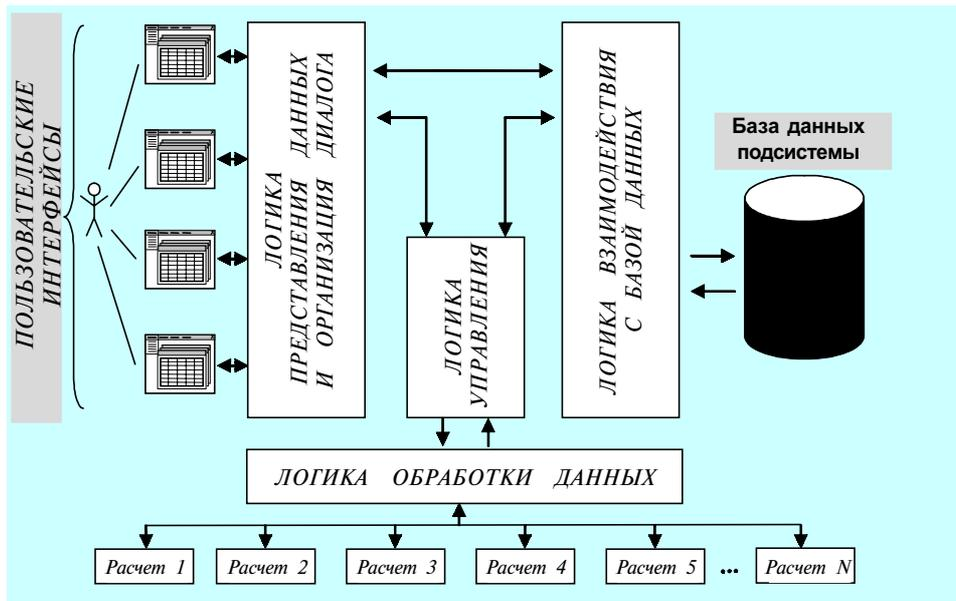 ПОЛЬЗОВАТЕЛЬСКИЕ
ИНТЕРФЕЙСЫ
ЛОГИКА
ПРЕДСТАВЛЕНИЯ ДАННЫХ
И ОРГАНИЗАЦИЯ ДИАЛОГА
ЛОГИКА
УПРАВЛЕНИЯ
ЛОГИКА ВЗАИМОДЕЙСТВИЯ
С БАЗОЙ ДАННЫХ
База данных
подсистемы
ЛОГИКА ОБРАБОТКИ ДАННЫХ
Расчет 1
Расчет 2
Расчет 3
Расчет 4
Расчет 5
...
Расчет N